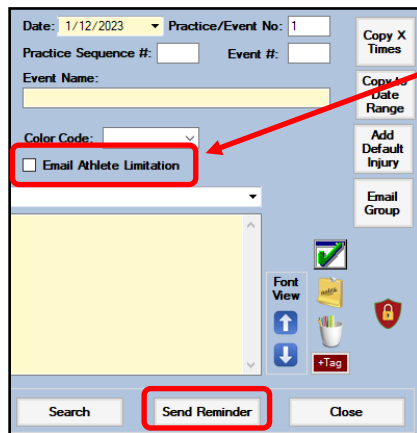 Date: 1/12/2023 Practice/Event No: 1
Practice Sequence #: Event #:
Event Name:
Color Code:
Email Athlete Limitation
Copy X
Times
Copy to
Date
Range
Add
Default
Injury
Email
Group
Font
View
+Tag
Search Send Reminder Close